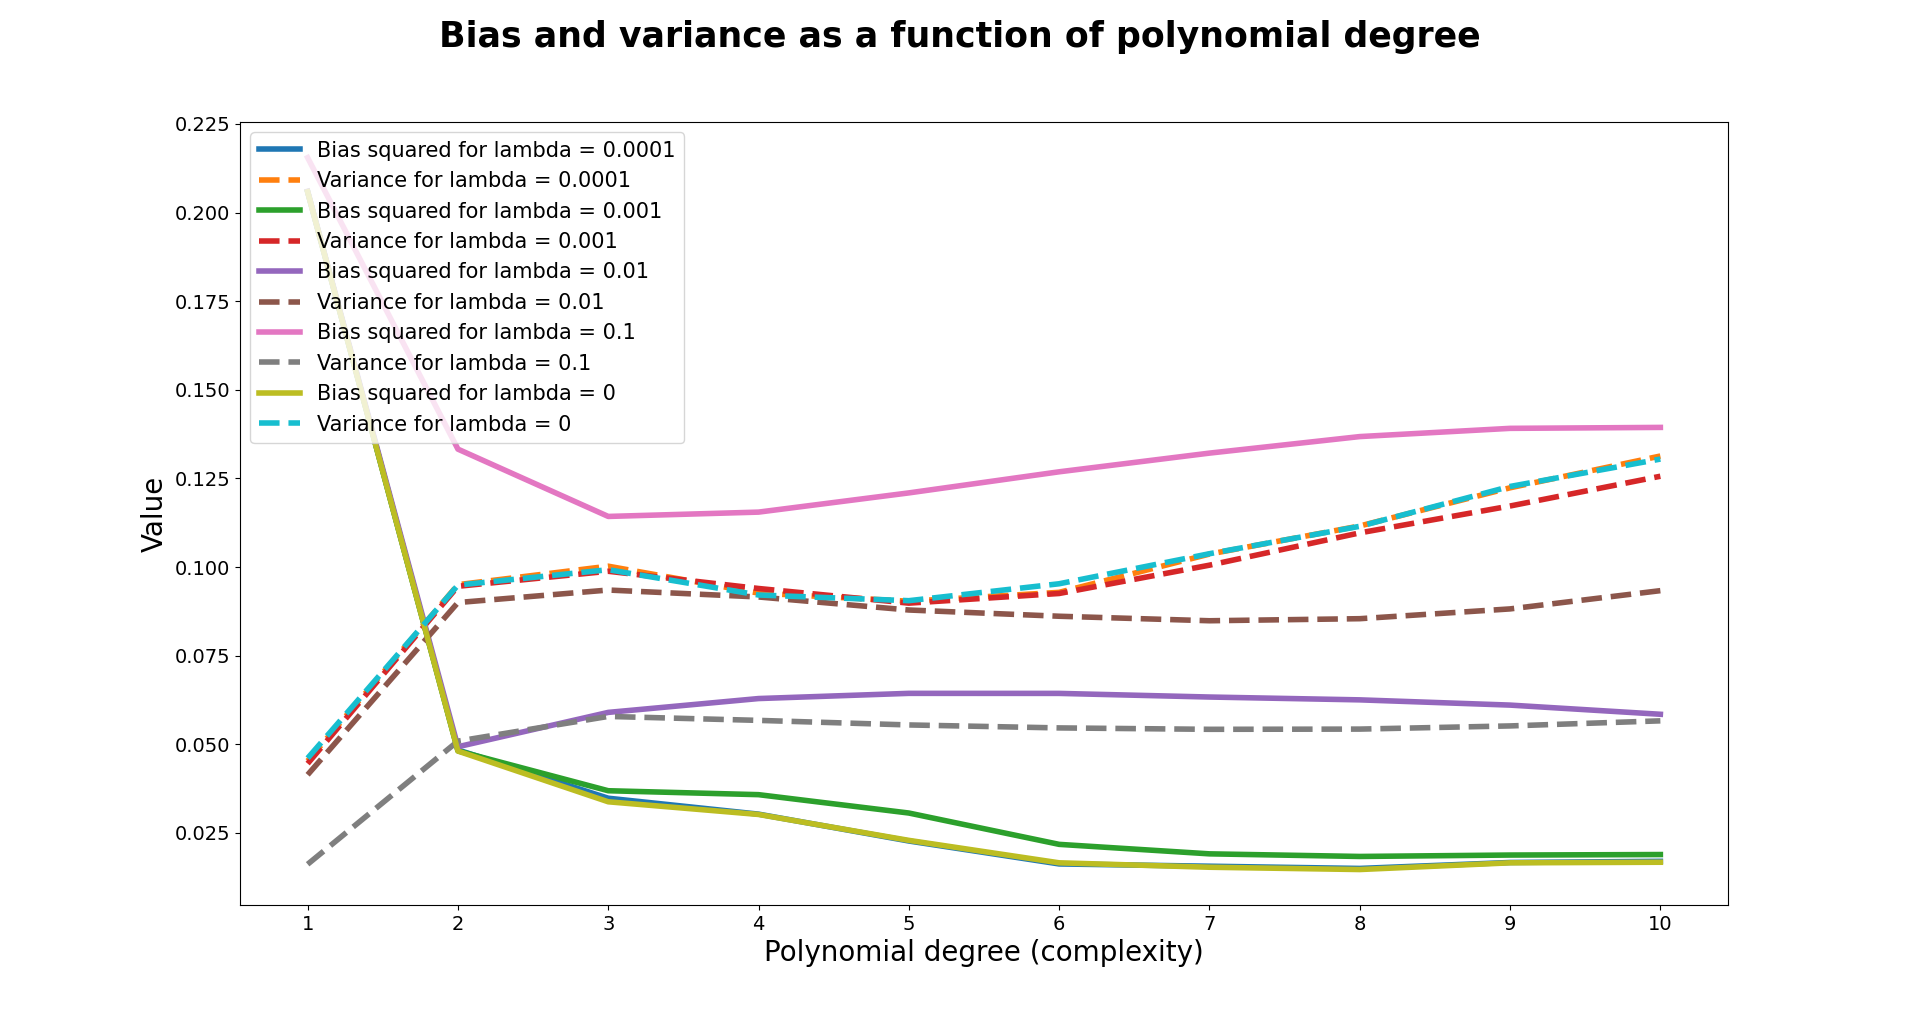 Bias and variance as a function of polynomial degree
0.225
0.200
0.175
0.150
0.125
0.100
0.075
0.050
0.025
Value
Bias squared for lambda = 0.0001
Variance for lambda = 0.0001
Bias squared for lambda = 0.001
Variance for lambda = 0.001
Bias squared for lambda = 0.01
Variance for lambda = 0.01
Bias squared for lambda = 0.1
Variance for lambda = 0.1
Bias squared for lambda = 0
Variance for lambda = 0
1 2 3 4 5 6 7 8 9 10
Polynomial degree (complexity)